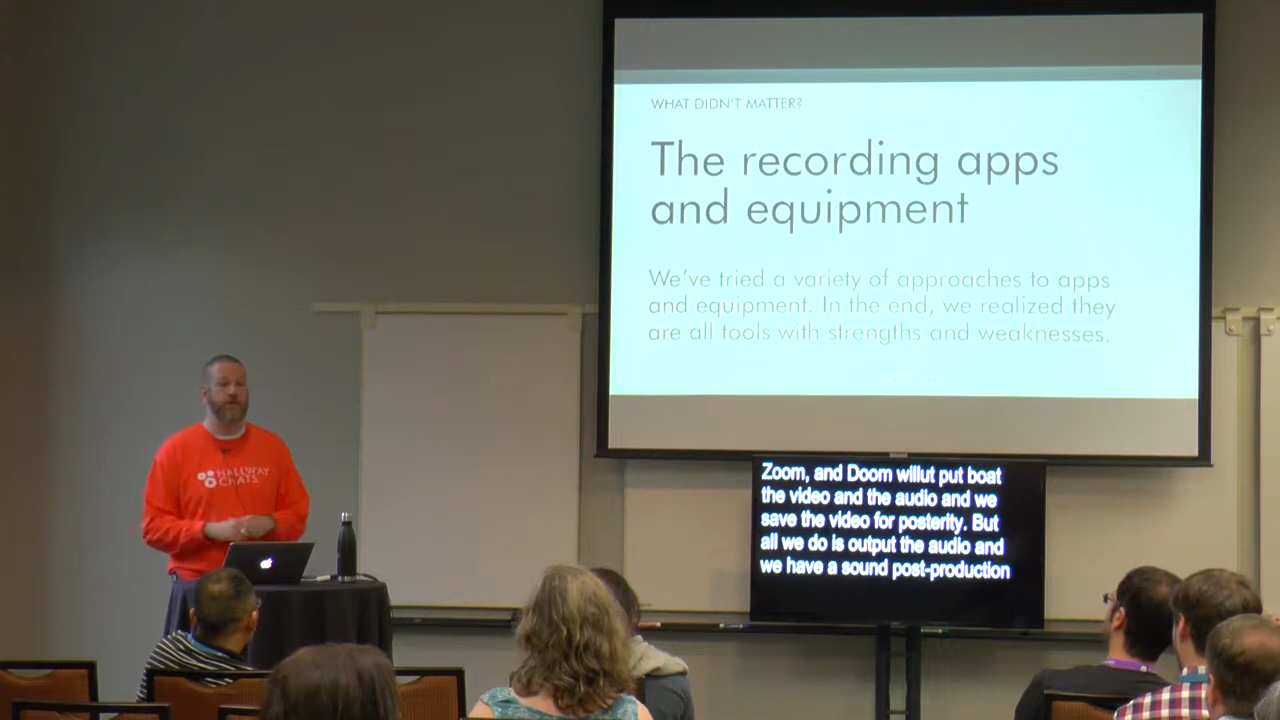 WHAT DIDN'T MATTER?
The recording apps
and equipment
We've tried a variety of approaches to apps
and equipment. In the end, we realized they
are all tools with strengths and weaknesses.
HALLWAY
CHATS
Zoom, and Doom willut put boat
the video and the audio and we
save the video for posterity. But
all we do is output the audio and
we have a sound post-production